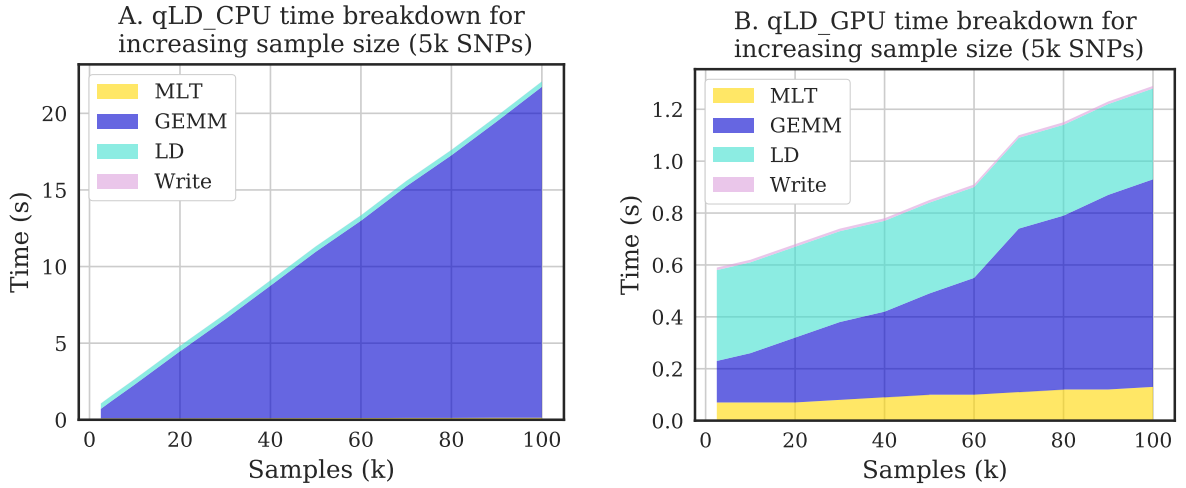 A. qLD_CPU time breakdown for
increasing sample size (5k SNPs)
MLT
GEMM
LD
Write
Time (s)
20
15
10
5
0
0 20 40 60 80 100
Samples (k)
B. qLD_GPU time breakdown for
increasing sample size (5k SNPs)
MLT
GEMM
LD
Write
Time (s)
1.2
1.0
0.8
0.6
0.4
0.2
0.0
0 20 40 60 80 100
Samples (k)